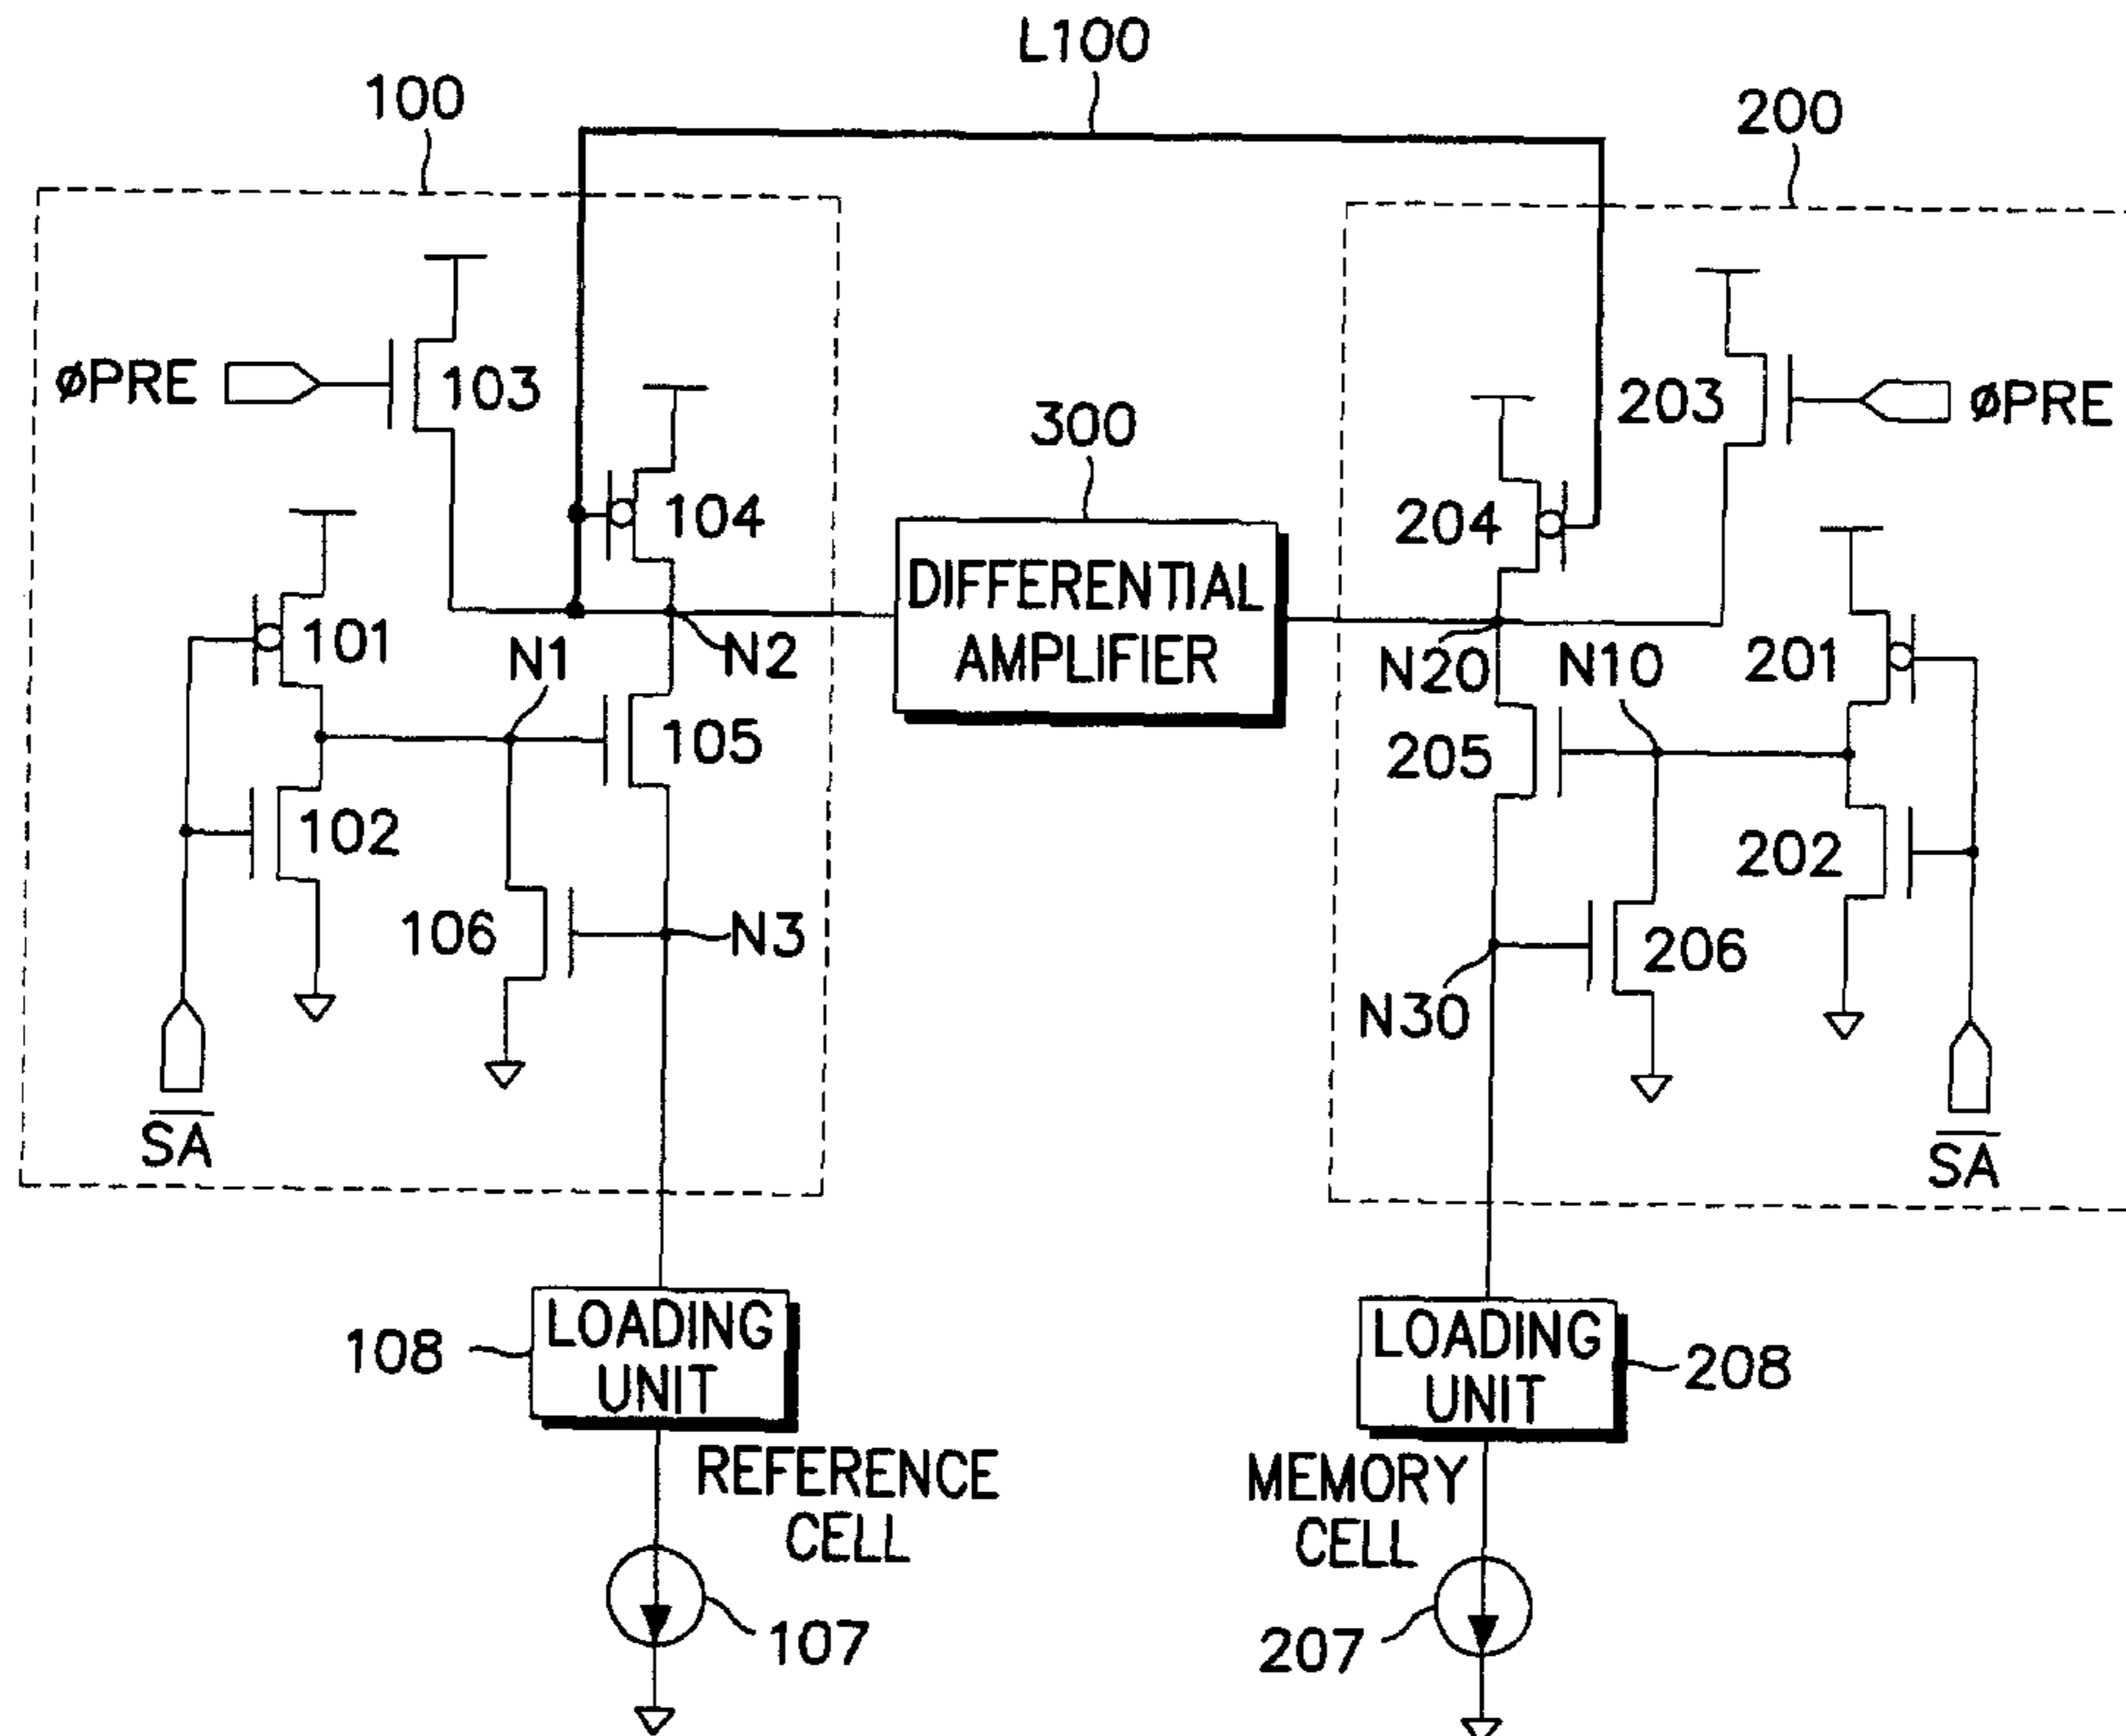 L100
100
200
øPRE
103
104
300
204
203
øPRE
DIFFERENTIAL
AMPLIFIER
101
N1
N2
N20
N10
201
105
205
102
202
106
N3
N30
206
SA
SA
108
LOADING
UNIT
LOADING
UNIT
208
REFERENCE
CELL
MEMORY
CELL
107
207